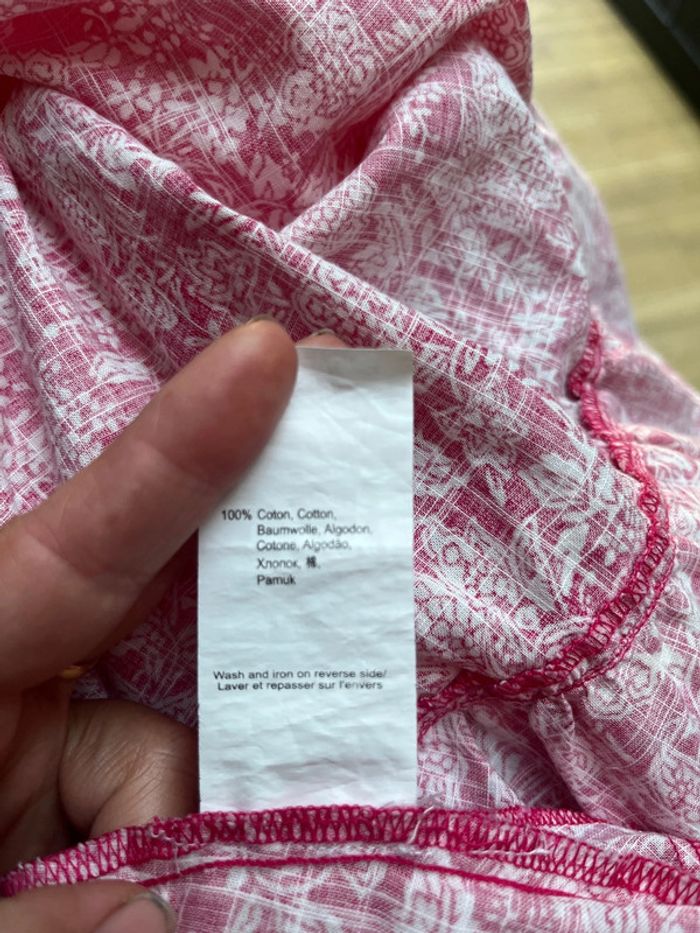 100% Coton, Cotton,
Baumwolle, Algodon,
Cotone, Algodão,
Хлопок, 棉,
Pamuk
Wash and iron on reverse side/
Laver et repasser sur l'envers